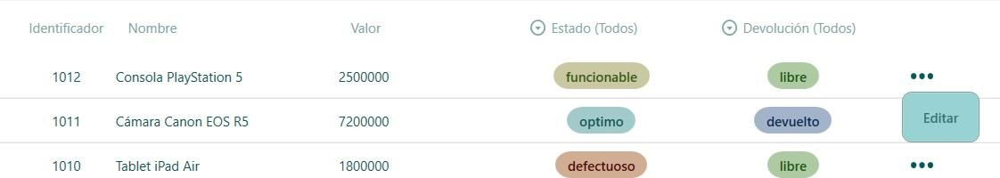 Identificador Nombre Valor Estado (Todos) Devolución (Todos)
1012 Consola PlayStation 5 2500000 funcionable libre •••
1011 Cámara Canon EOS R5 7200000 optimo devuelto Editar
1010 Tablet iPad Air 1800000 defectuoso libre •••